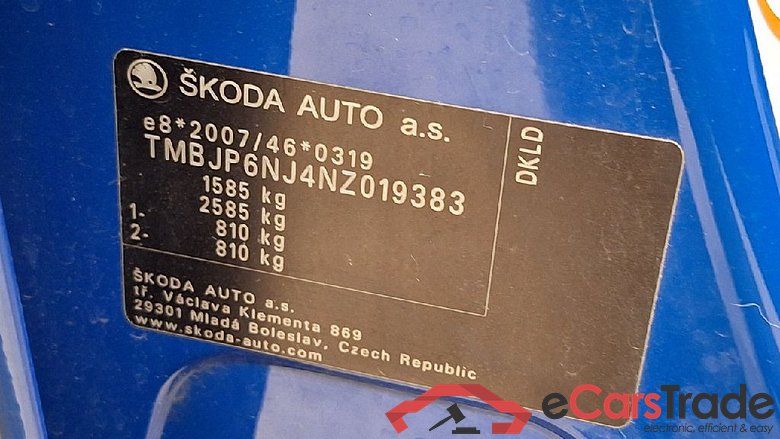 ŠKODA AUTO a.s.
e8*2007/46*0319
TMBJP6NJ4NZ019383
1585 kg
2585 kg
1- 810 kg
2- 810 kg
DKLD
ŠKODA AUTO a.s.
tř. Václava Klementa 869
29301 Mladá Boleslav, Czech Republic
www.skoda-auto.com
eCarsTrade
electronic, efficient & easy